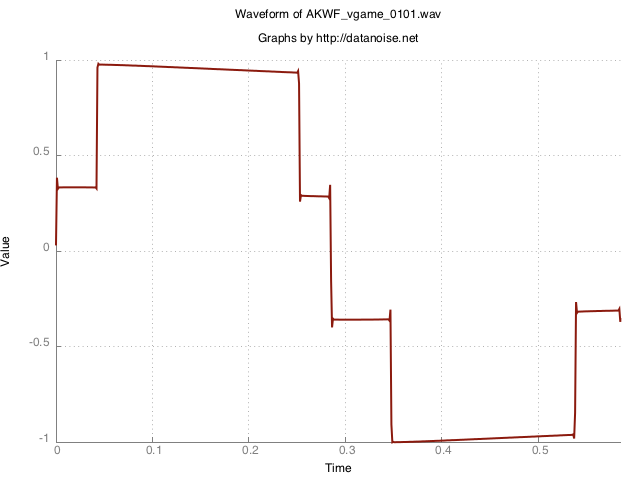 Waveform of AKWF_vgame_0101.wav
Graphs by http://datanoise.net
1
0.5
0
-0.5
-1
Value
0 0.1 0.2 0.3 0.4 0.5
Time